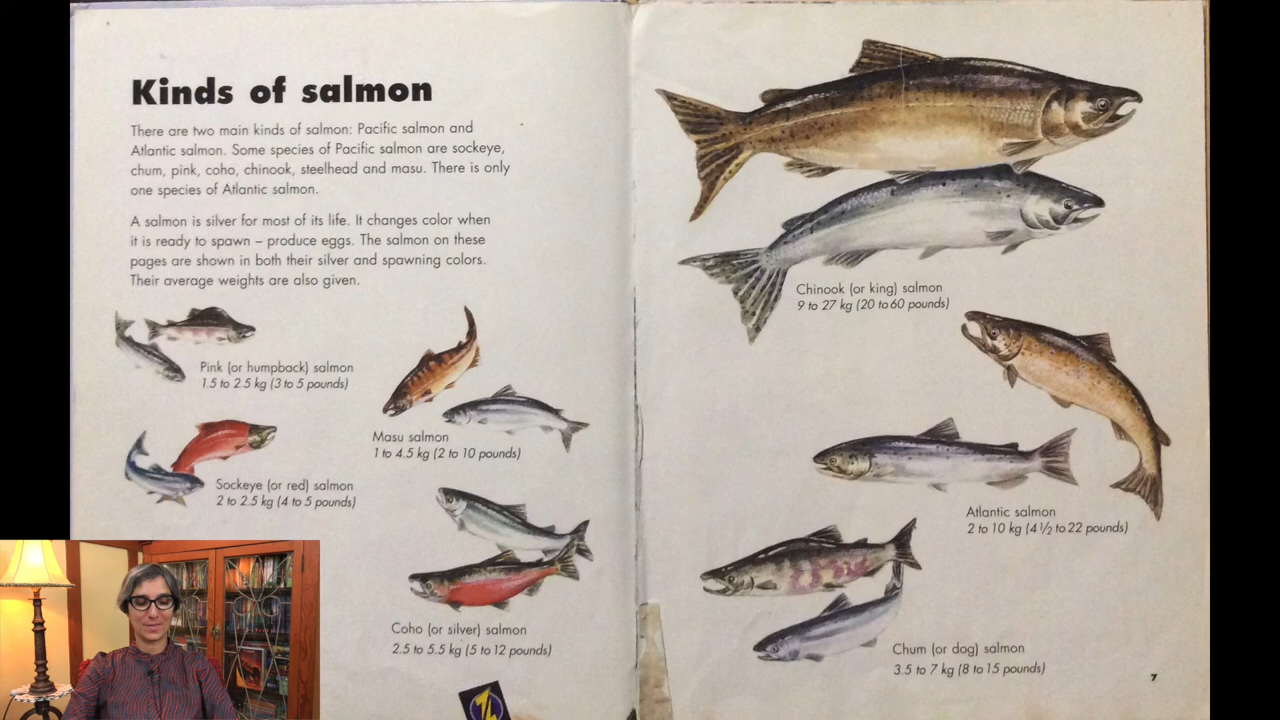 Kinds of salmon
There are two main kinds of salmon: Pacific salmon and
Atlantic salmon. Some species of Pacific salmon are sockeye,
chum, pink, coho, chinook, steelhead and masu. There is only
one species of Atlantic salmon.
A salmon is silver for most of its life. It changes color when
it is ready to spawn – produce eggs. The salmon on these
pages are shown in both their silver and spawning colors.
Their average weights are also given.
Pink (or humpback) salmon
1.5 to 2.5 kg (3 to 5 pounds)
Masu salmon
1 to 4.5 kg (2 to 10 pounds)
Sockeye (or red) salmon
2 to 2.5 kg (4 to 5 pounds)
Coho (or silver) salmon
2.5 to 5.5 kg (5 to 12 pounds)
Chinook (or king) salmon
9 to 27 kg (20 to 60 pounds)
Atlantic salmon
2 to 10 kg (4 1/2 to 22 pounds)
Chum (or dog) salmon
3.5 to 7 kg (8 to 15 pounds)
7